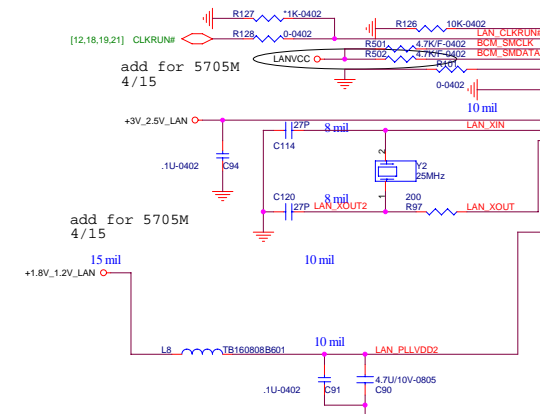 R127 *1K-0402
R126 10K-0402
[12,18,19,21] CLKRUN# R128 0-0402
LAN_CLKRUN#
R501 4.7K/F-0402 BCM_SMCLK
LANVCC R502 4.7K/F-0402 BCM_SMDATA
R101
add for 5705M
4/15
0-0402
10 mil
+3V_2.5V_LAN
27P 8 mil LAN_XIN
C114
2
.1U-0402 C94
Y2
25MHz
1
C120 8 mil 200
27P LAN_XOUT2 R97 LAN_XOUT
add for 5705M
4/15
15 mil 10 mil
+1.8V_1.2V_LAN
10 mil
L8 TB160808B601 LAN_PLLVDD2
4.7U/10V-0805
.1U-0402 C91 C90